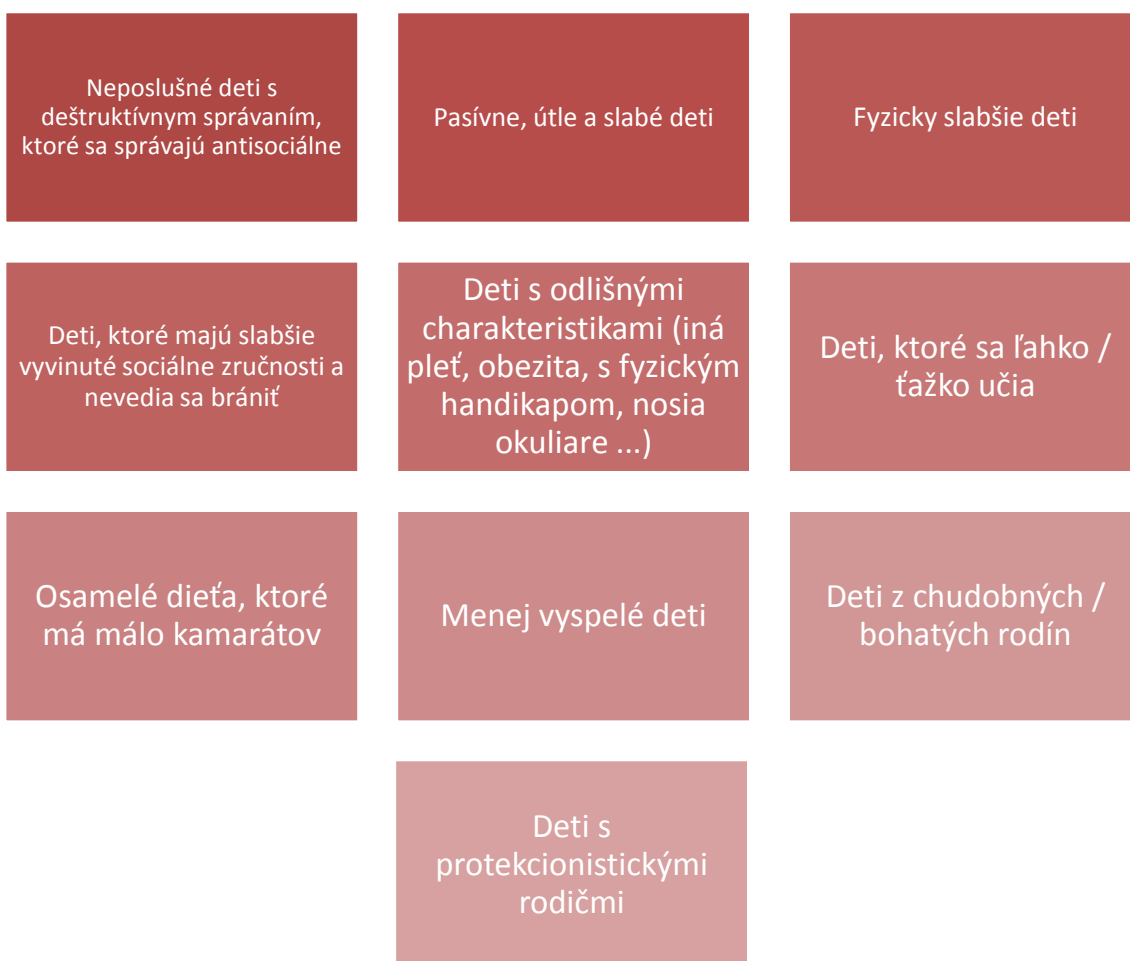 Neposlušné deti s
deštruktívnym správaním,
ktoré sa správajú antisociálne
Pasívne, útle a slabé deti
Fyzicky slabšie deti
Deti, ktoré majú slabšie
vyvinuté sociálne zručnosti a
nevedia sa brániť
Deti s odlišnými
charakteristikami (iná
pleť, obezita, s fyzickým
handikapom, nosia
okuliare ...)
Deti, ktoré sa ľahko /
ťažko učia
Osamelé dieťa, ktoré
má málo kamarátov
Menej vyspelé deti
Deti z chudobných /
bohatých rodín
Deti s
protekcionistickými
rodičmi